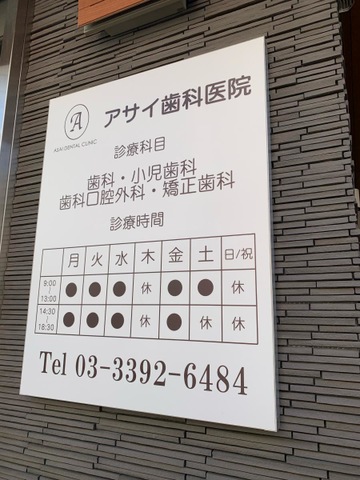 A
ASAI DENTAL CLINIC
アサイ歯科医院
診療科目
歯科・小児歯科
歯科口腔外科・矯正歯科
診療時間
月 火 水 木 金 土 日/祝
9:00 | 13:00 ● ● ● 休 ● ● 休
14:30 | 18:30 ● ● ● 休 ● 休 休
Tel 03-3392-6484